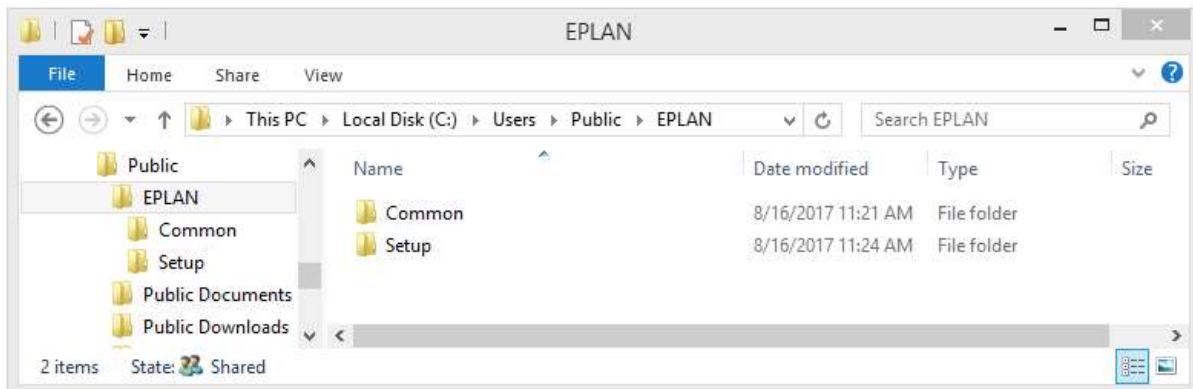 EPLAN
File Home Share View
This PC Local Disk (C:) Users Public EPLAN Search EPLAN
Public
EPLAN
Common
Setup
Public Documents
Public Downloads
Name Date modified Type Size
Common 8/16/2017 11:21 AM File folder
Setup 8/16/2017 11:24 AM File folder
2 items State: Shared